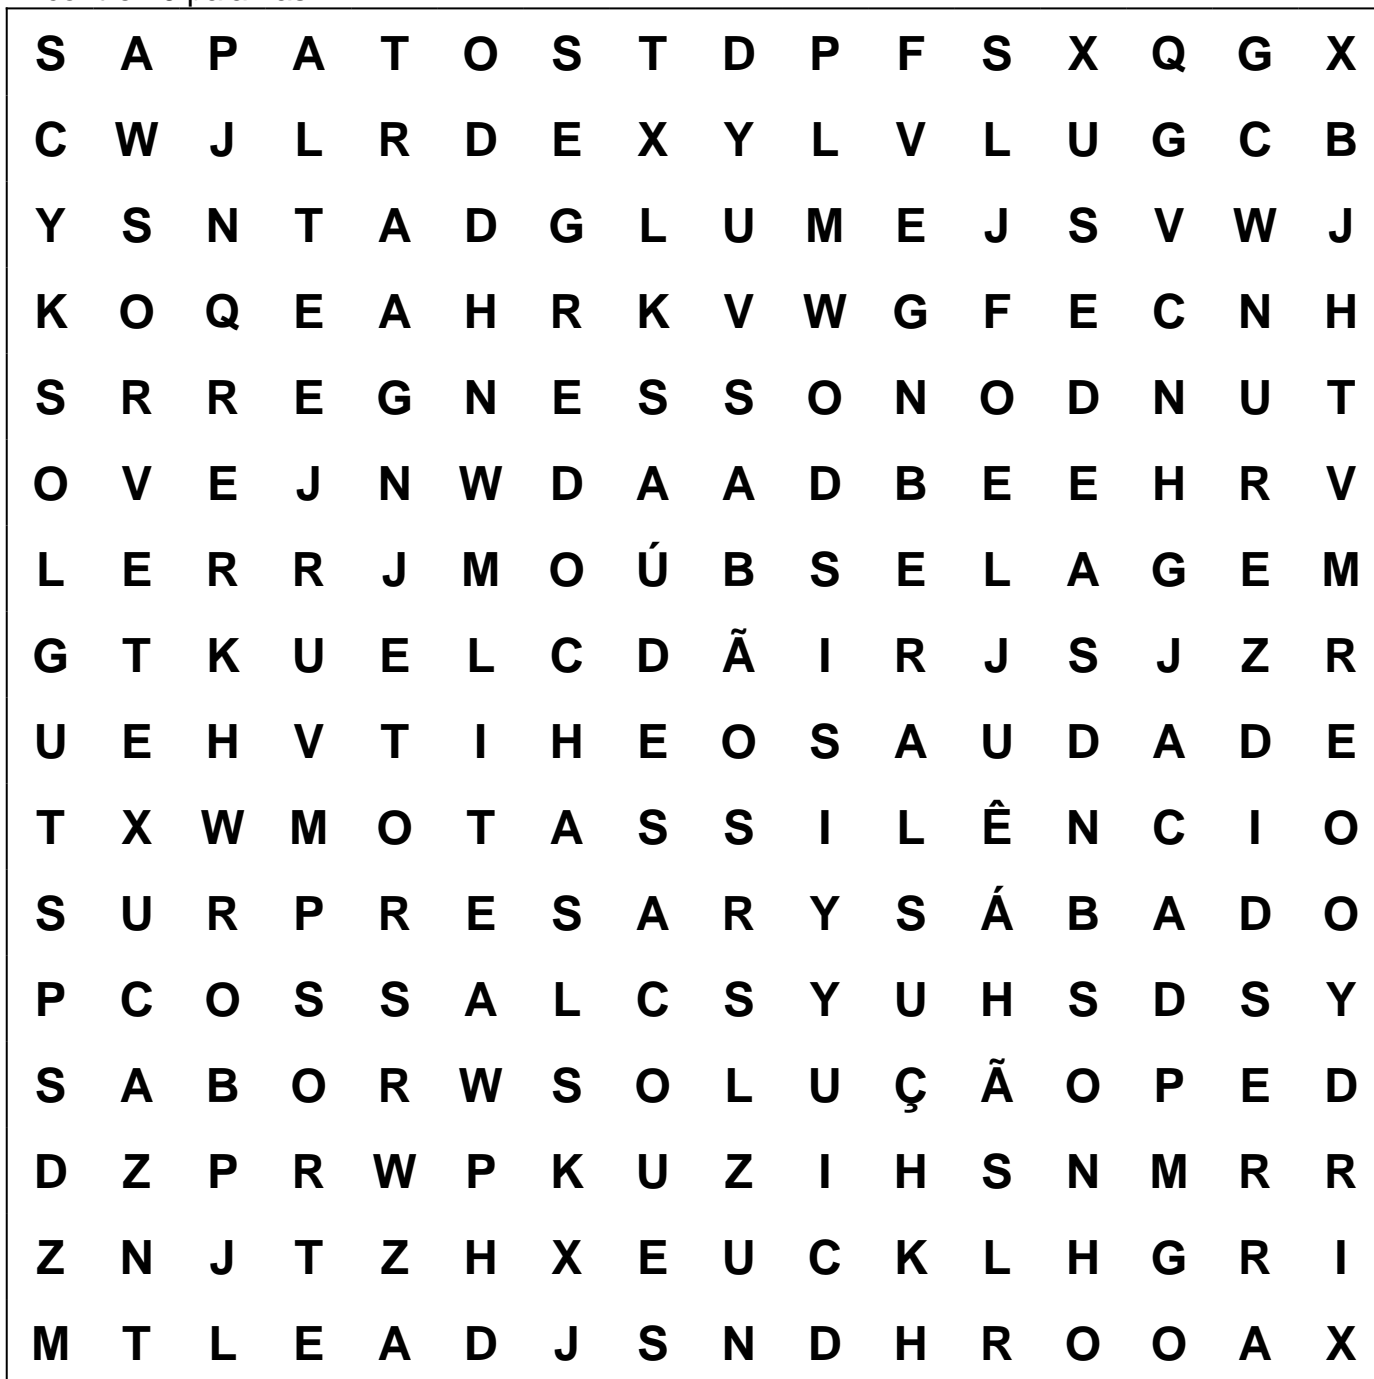 S A P A T O S T D P F S X Q G X
C W J L R D E X Y L V L U G C B
Y S N T A D G L U M E J S V W J
K O Q E A H R K V W G F E C N H
S R R E G N E S S O N O D N U T
O V E J N W D A A D B E E H R V
L E R R J M O Ú B S E L A G E M
G T K U E L C D Ã I R J S J Z R
U E H V T I H E O S A U D A D E
T X W M O T A S S I L Ê N C I O
S U R P R E S A R Y S Á B A D O
P C O S S A L C S Y U H S D S Y
S A B O R W S O L U Ç Ã O P E D
D Z P R W P K U Z I H S N M R R
Z N J T Z H X E U C K L H G R I
M T L E A D J S N D H R O O A X